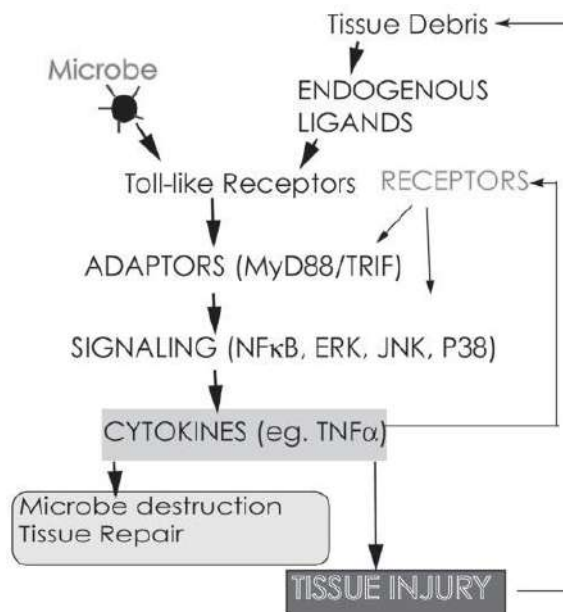 Tissue Debris
Microbe
ENDOGENOUS
LIGANDS
Toll-like Receptors
RECEPTORS
ADAPTORS (MyD88/TRIF)
SIGNALING (NFκB, ERK, JNK, P38)
CYTOKINES (eg. TNFα)
Microbe destruction
Tissue Repair
TISSUE INJURY